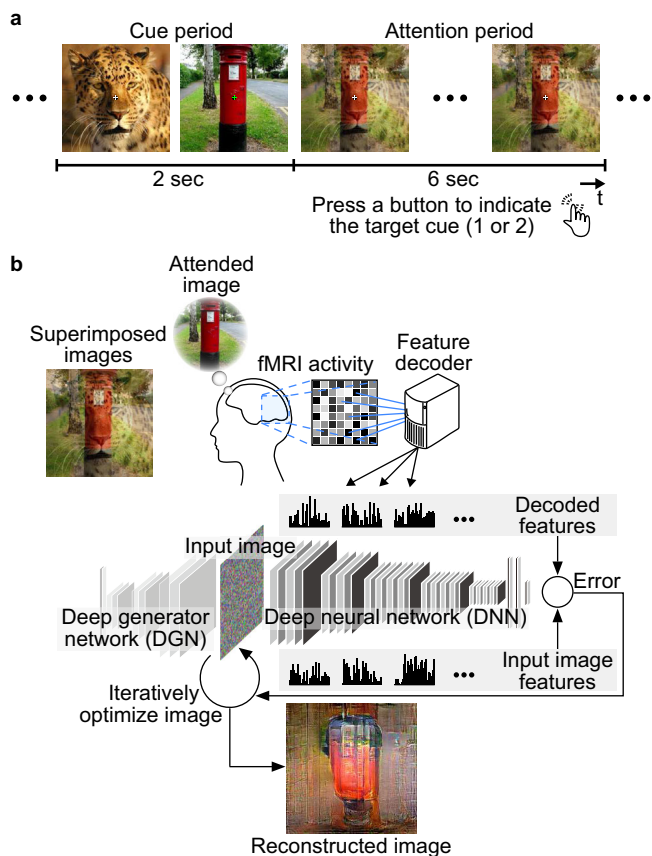 a
Cue period
Attention period
2 sec
6 sec
t
Press a button to indicate
the target cue (1 or 2)
b
Attended
image
Superimposed
images
fMRI activity
Feature
decoder
Decoded
features
Input image
Error
Deep generator
network (DGN)
Deep neural network (DNN)
Input image
features
Iteratively
optimize image
Reconstructed image